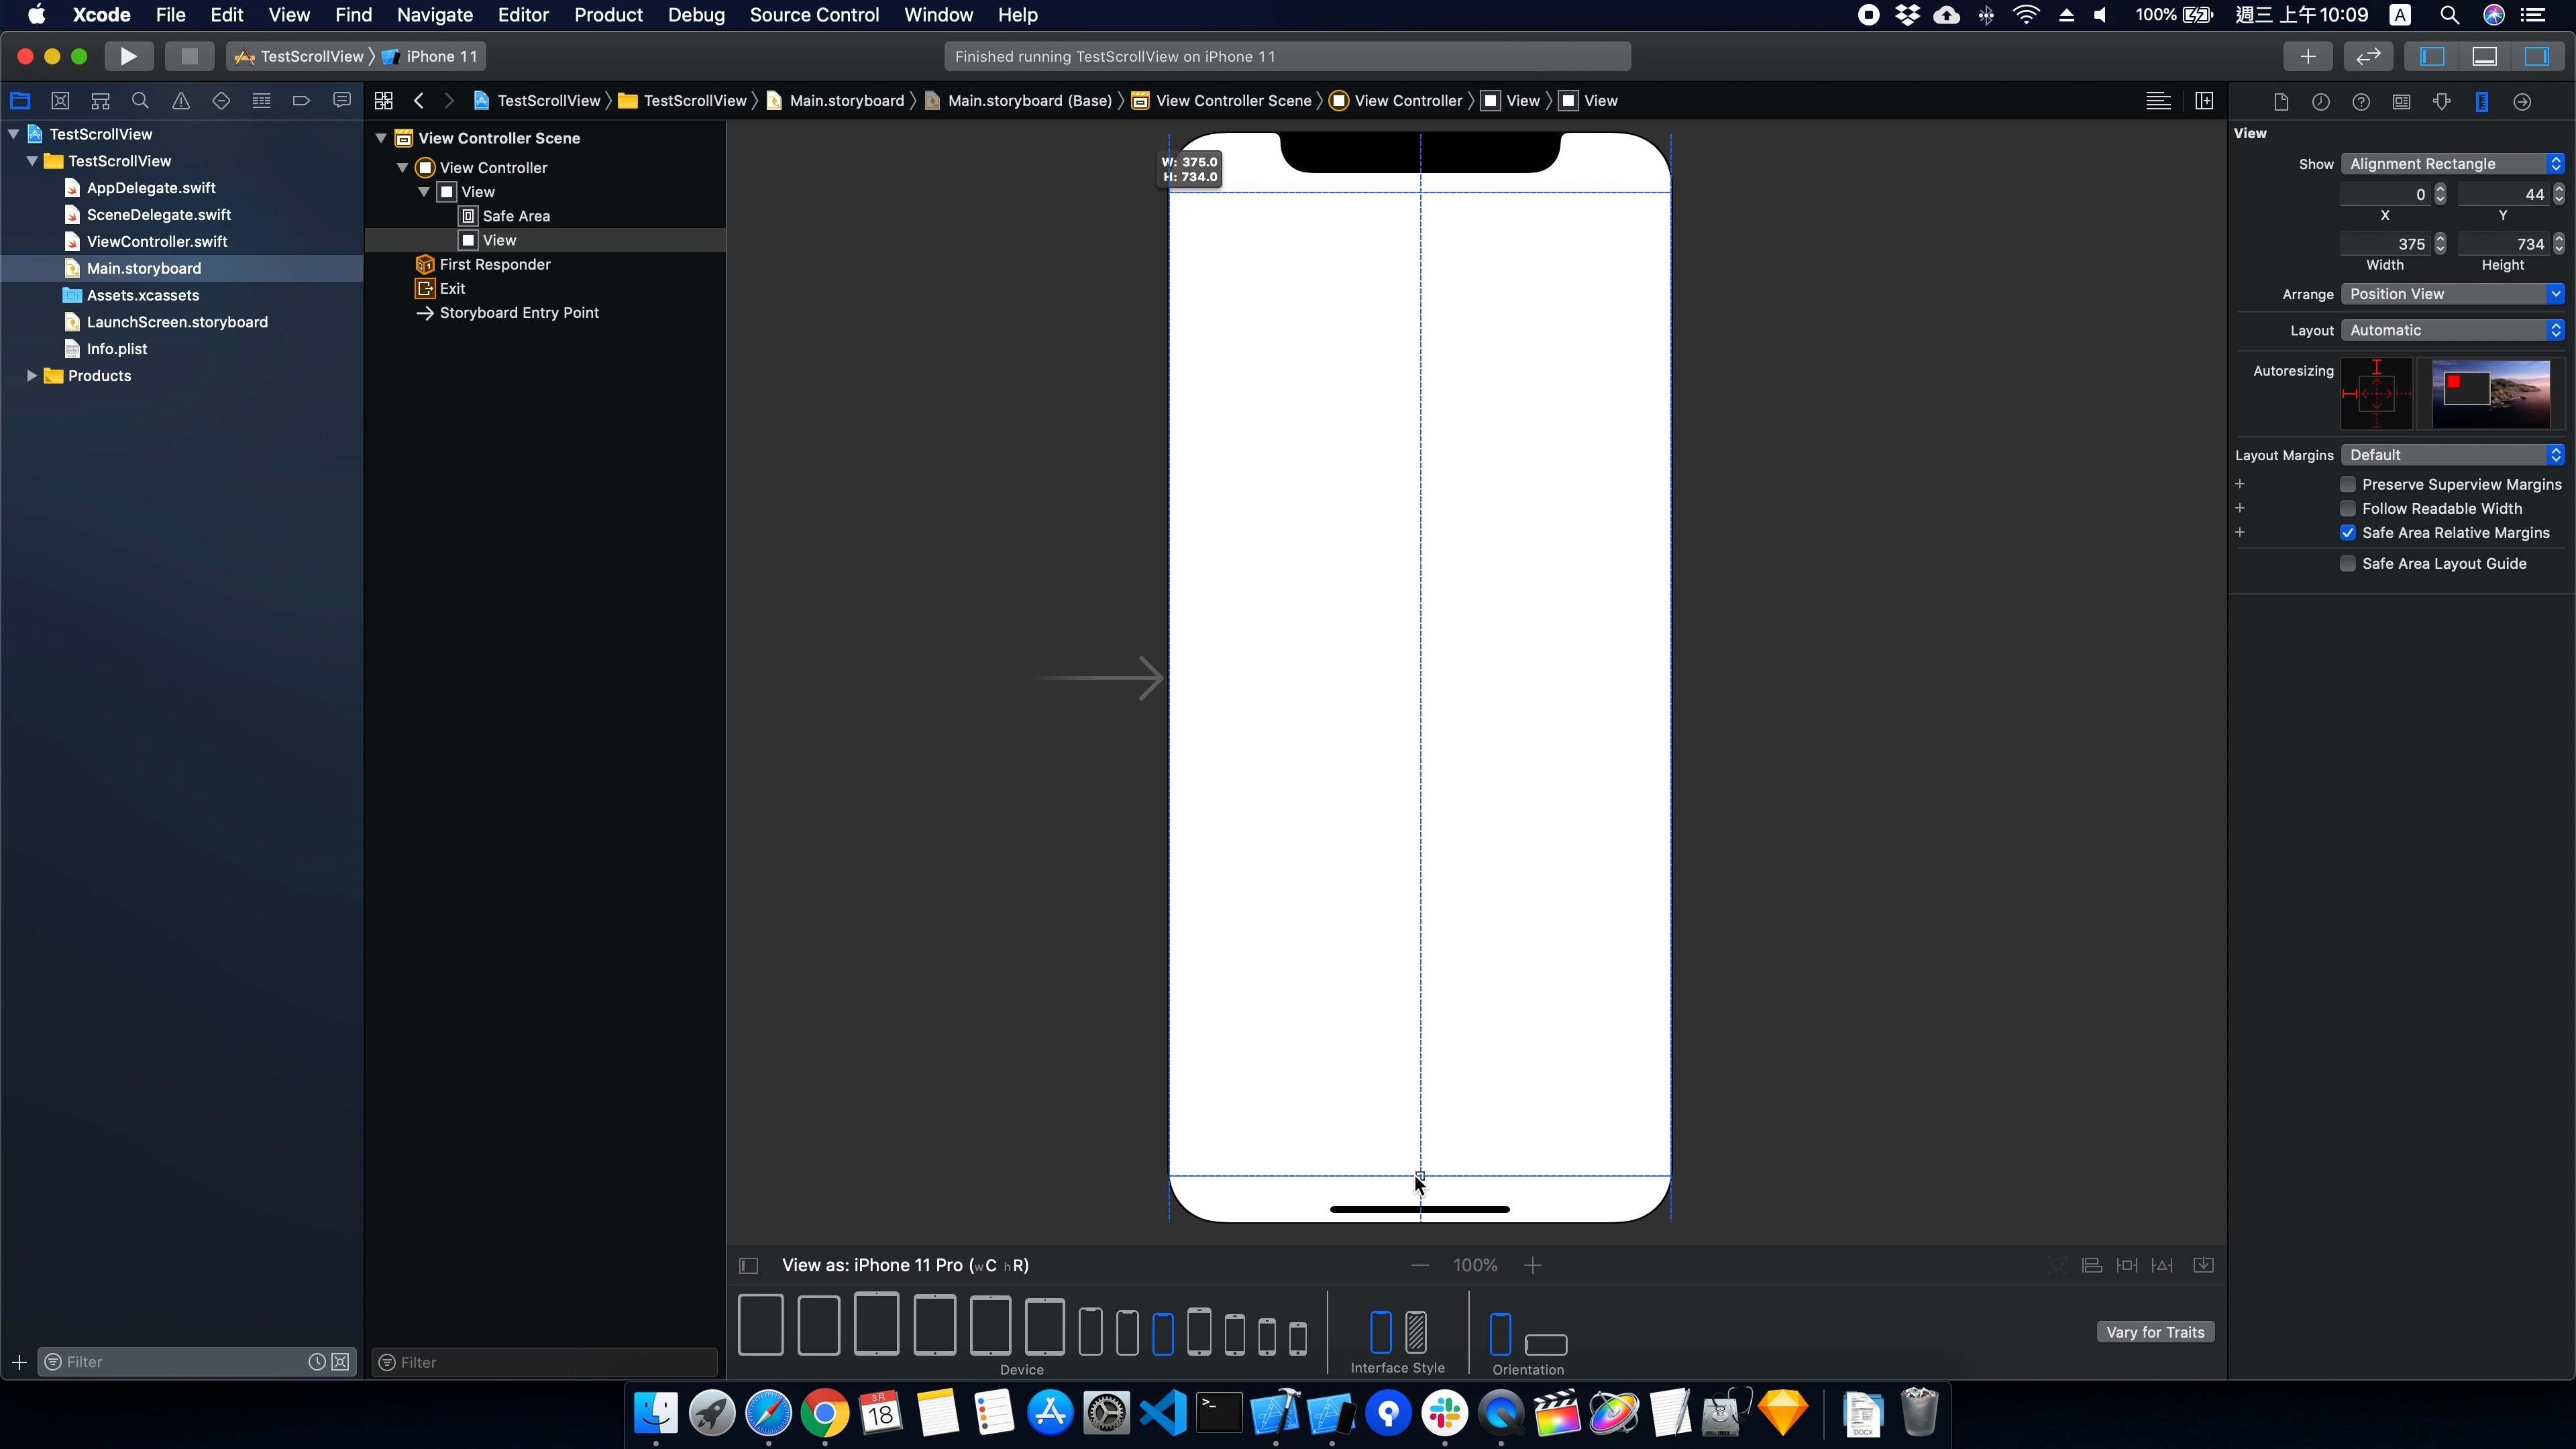 Xcode File Edit View Find Navigate Editor Product Debug Source Control Window Help 100% 週三 上午10:09 A
TestScrollView iPhone 11 Finished running TestScrollView on iPhone 11
TestScrollView TestScrollView Main.storyboard Main.storyboard (Base) View Controller Scene View Controller View View
TestScrollView
TestScrollView
AppDelegate.swift
SceneDelegate.swift
ViewController.swift
Main.storyboard
Assets.xcassets
LaunchScreen.storyboard
Info.plist
Products
Filter
View Controller Scene
View Controller
View
Safe Area
View
First Responder
Exit
Storyboard Entry Point
Filter
W: 375.0
H: 734.0
View as: iPhone 11 Pro (wC hR) 100%
Device
Interface Style
Orientation
Vary for Traits
View
Show Alignment Rectangle
0 44
X Y
375 734
Width Height
Arrange Position View
Layout Automatic
Autoresizing
Layout Margins Default
Preserve Superview Margins
Follow Readable Width
Safe Area Relative Margins
Safe Area Layout Guide
3月
18
DOCX